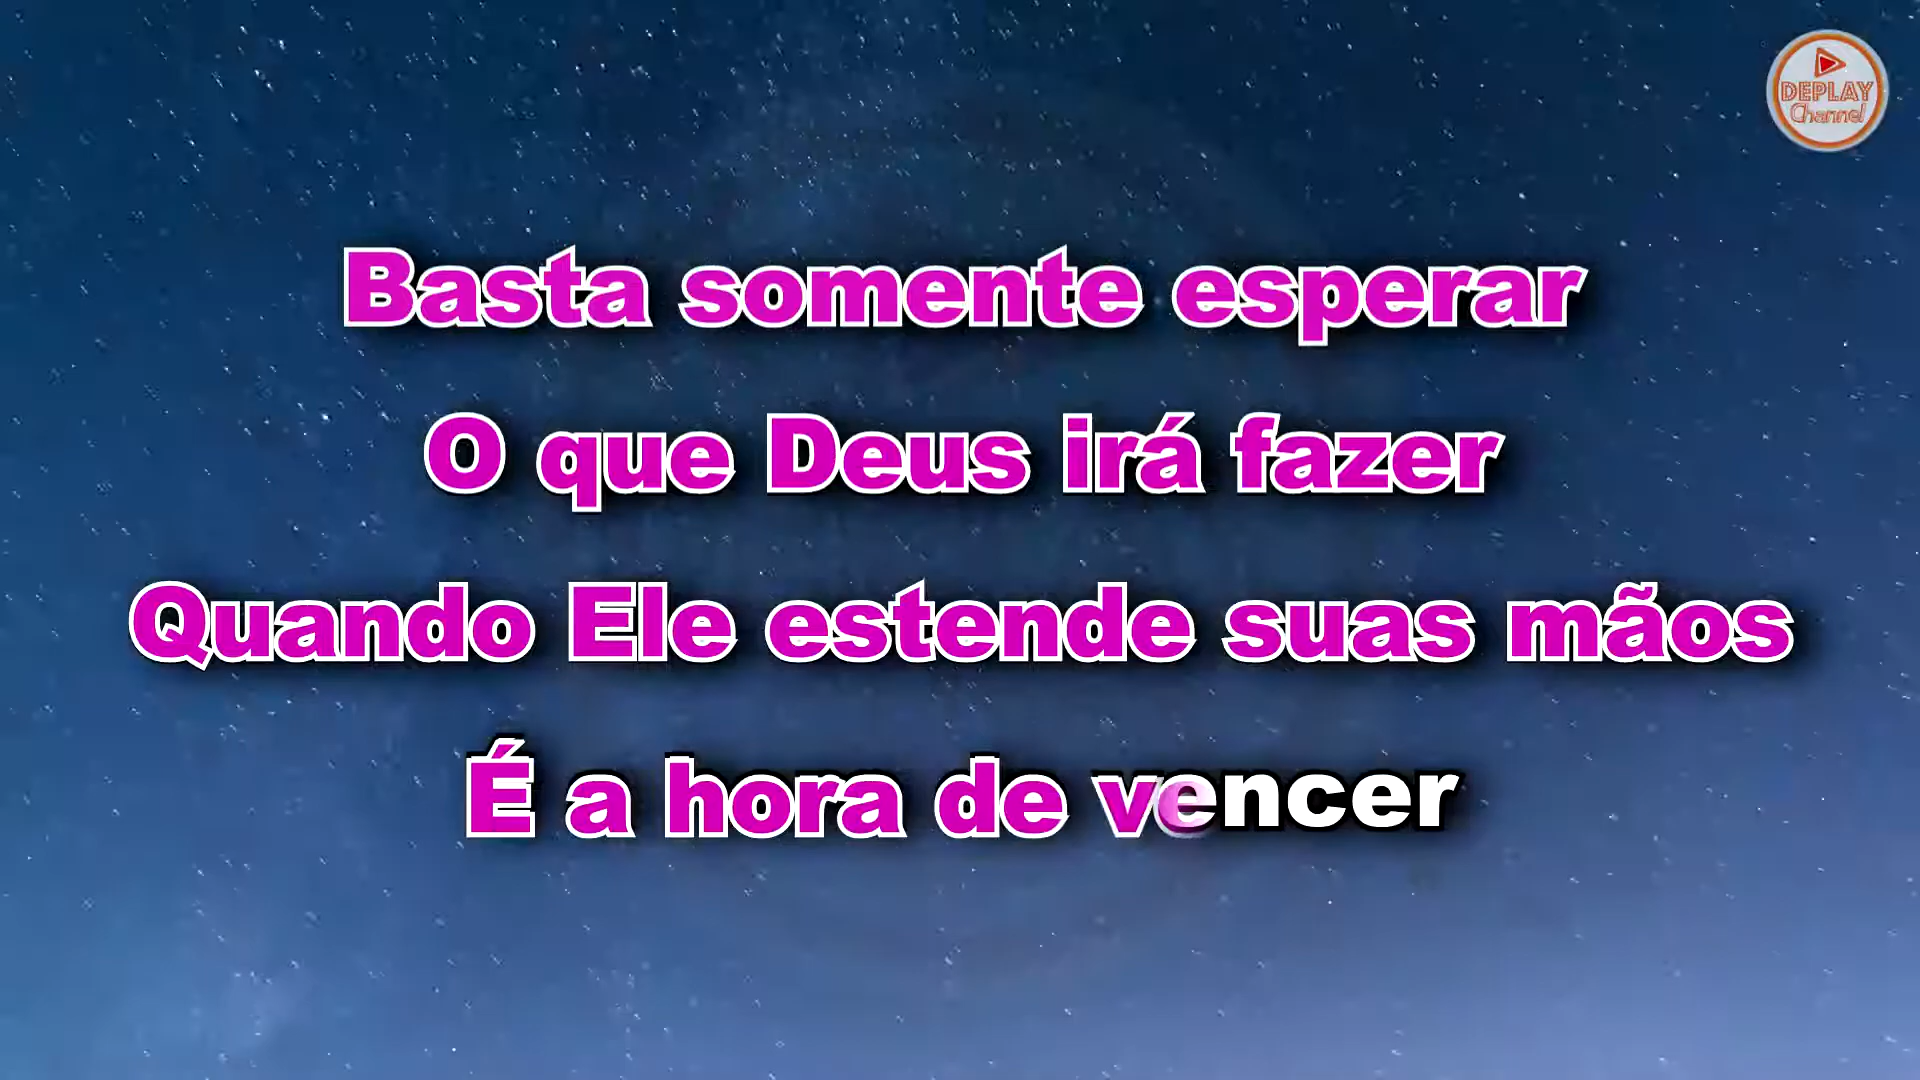 DEPLAY
Channel
Basta somente esperar
O que Deus irá fazer
Quando Ele estende suas mãos
É a hora de vencer